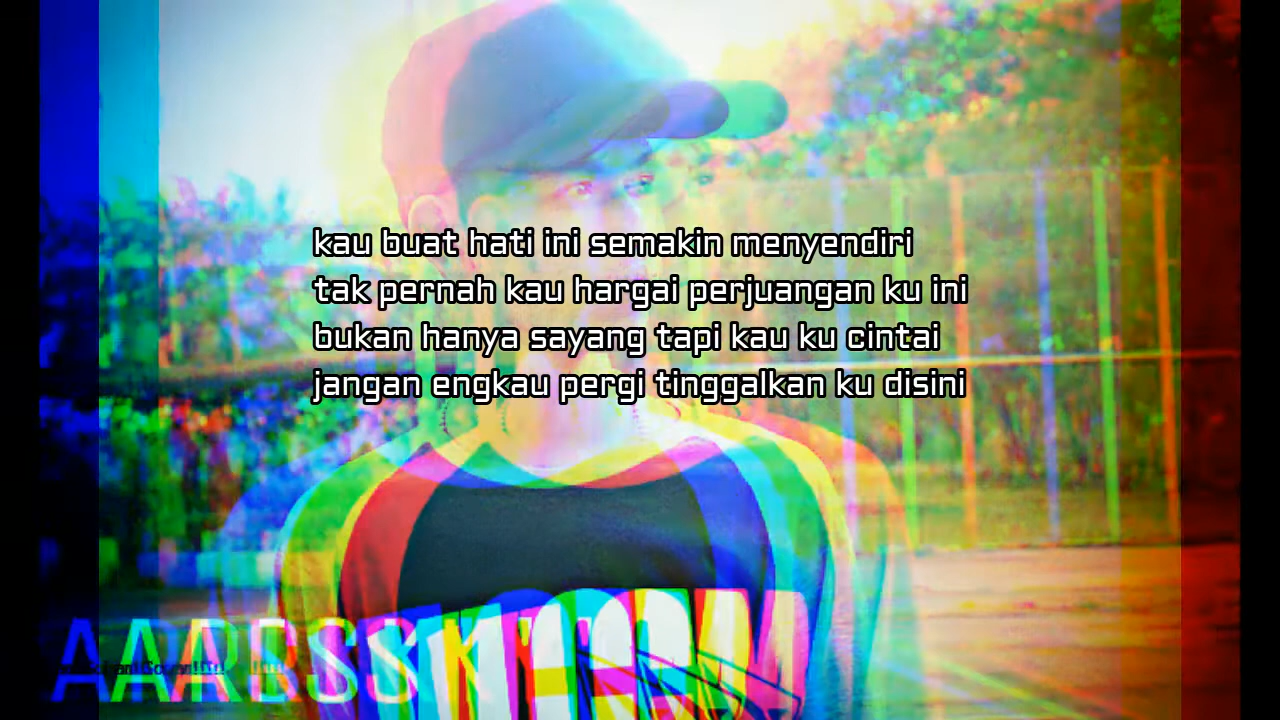 kau buat hati ini semakin menyendiri
tak pernah kau hargai perjuangan ku ini
bukan hanya sayang tapi kau ku cintai
jangan engkau pergi tinggalkan ku disini